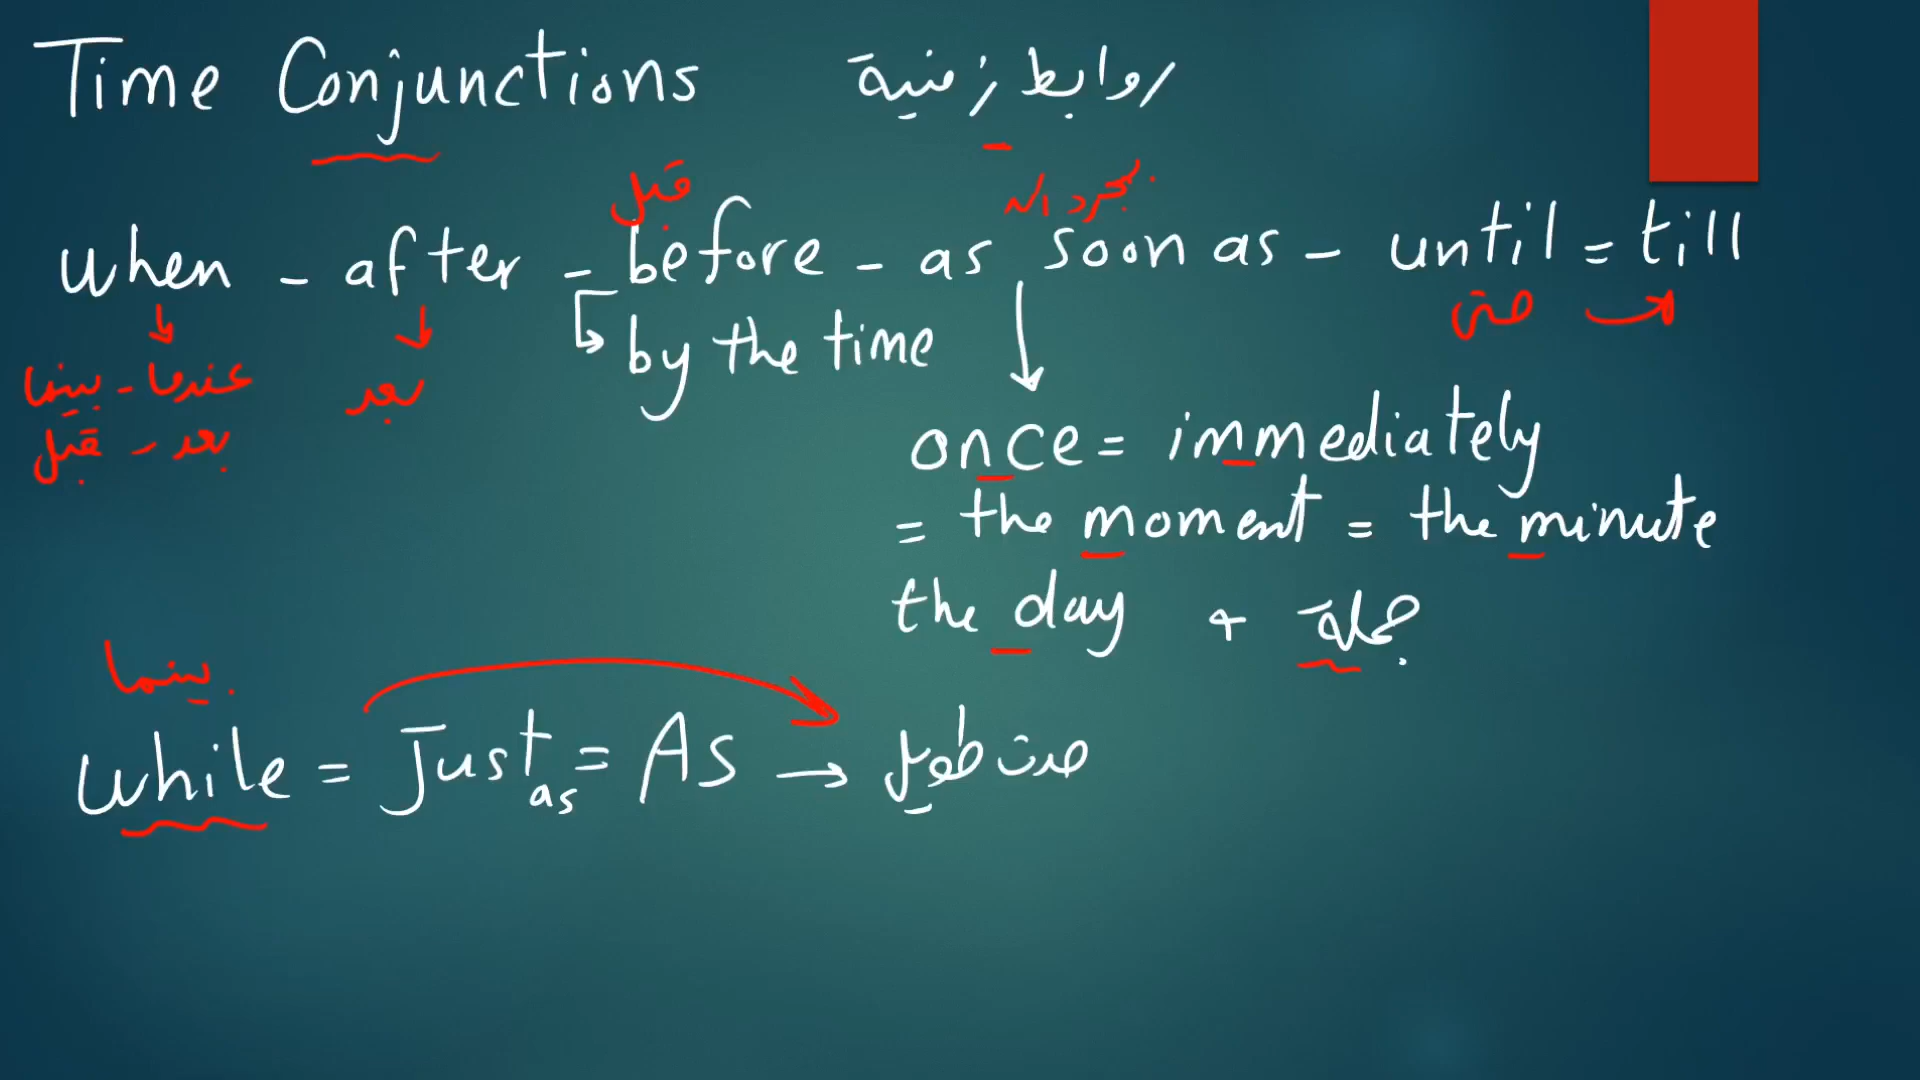 Time Conjunctions روابط زمنية
قبل بمجرد ان
when - after - before - as soon as - until = till
حتى
by the time
عندما - بينما بعد
بعد - قبل
once = immediately
= the moment = the minute
the day + جملة
بينما
while = Just as = As → حدث طويل